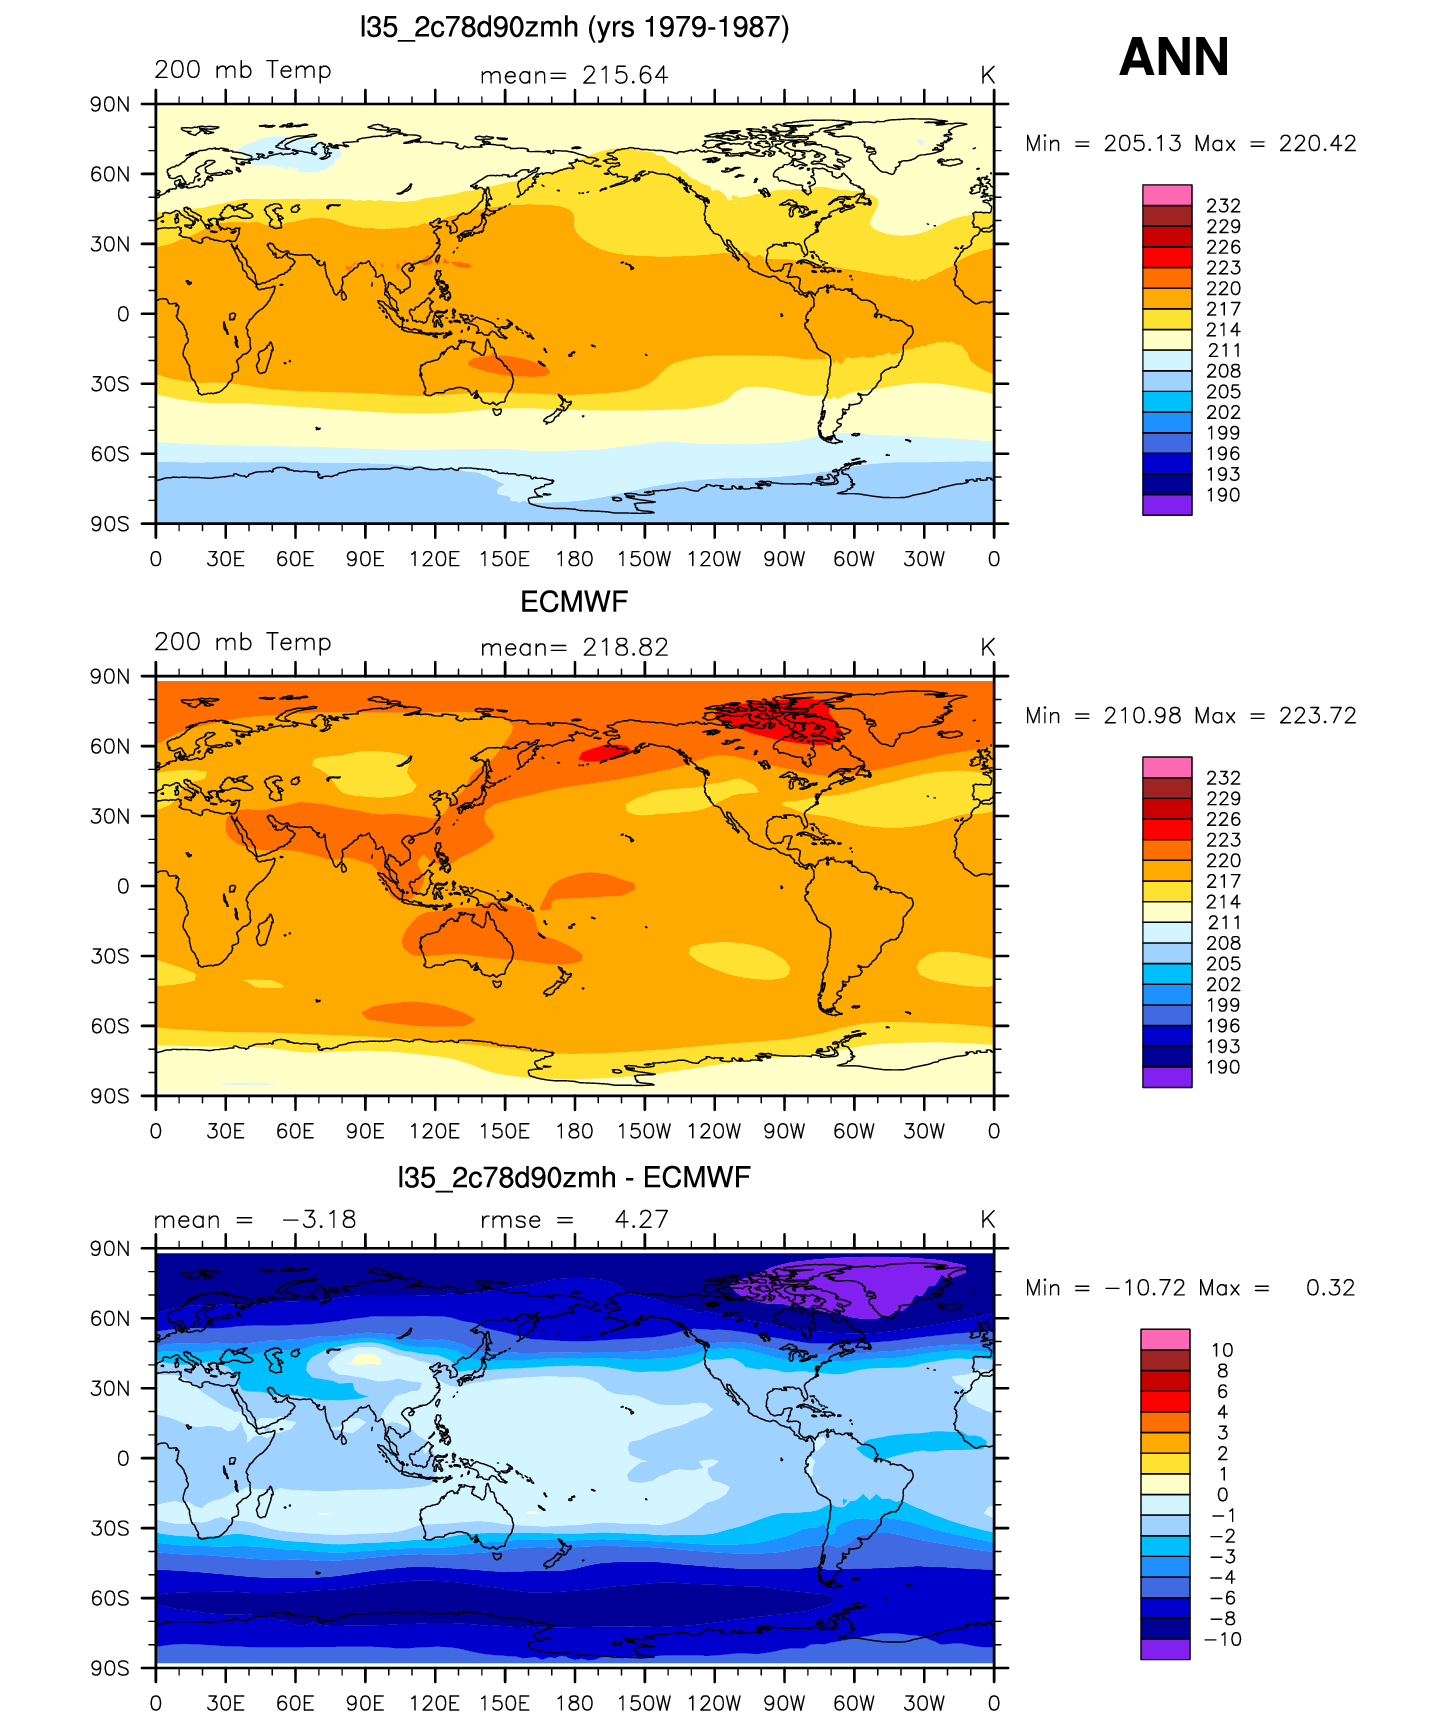 l35_2c78d90zmh (yrs 1979-1987)
ANN
200 mb Temp mean= 215.64 K
Min = 205.13 Max = 220.42
90N
60N
30N
0
30S
60S
90S
0 30E 60E 90E 120E 150E 180 150W 120W 90W 60W 30W 0
232
229
226
223
220
217
214
211
208
205
202
199
196
193
190
ECMWF
200 mb Temp mean= 218.82 K
Min = 210.98 Max = 223.72
90N
60N
30N
0
30S
60S
90S
0 30E 60E 90E 120E 150E 180 150W 120W 90W 60W 30W 0
232
229
226
223
220
217
214
211
208
205
202
199
196
193
190
l35_2c78d90zmh - ECMWF
mean = −3.18 rmse = 4.27 K
Min = −10.72 Max = 0.32
90N
60N
30N
0
30S
60S
90S
0 30E 60E 90E 120E 150E 180 150W 120W 90W 60W 30W 0
10
8
6
4
3
2
1
0
−1
−2
−3
−4
−6
−8
−10